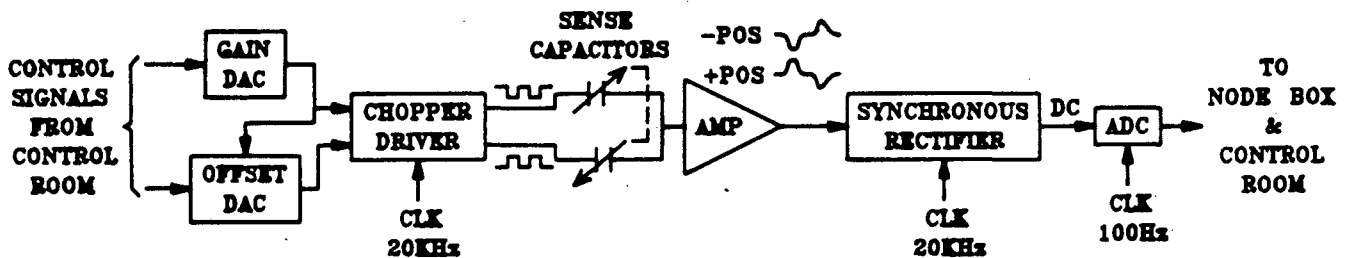 CONTROL
SIGNALS
FROM
CONTROL
ROOM
GAIN
DAC
OFFSET
DAC
CHOPPER
DRIVER
CLK
20KHz
SENSE
CAPACITORS
-POS
+POS
AMP
SYNCHRONOUS
RECTIFIER
CLK
20KHz
DC
ADC
CLK
100Hz
TO
NODE BOX
&
CONTROL
ROOM